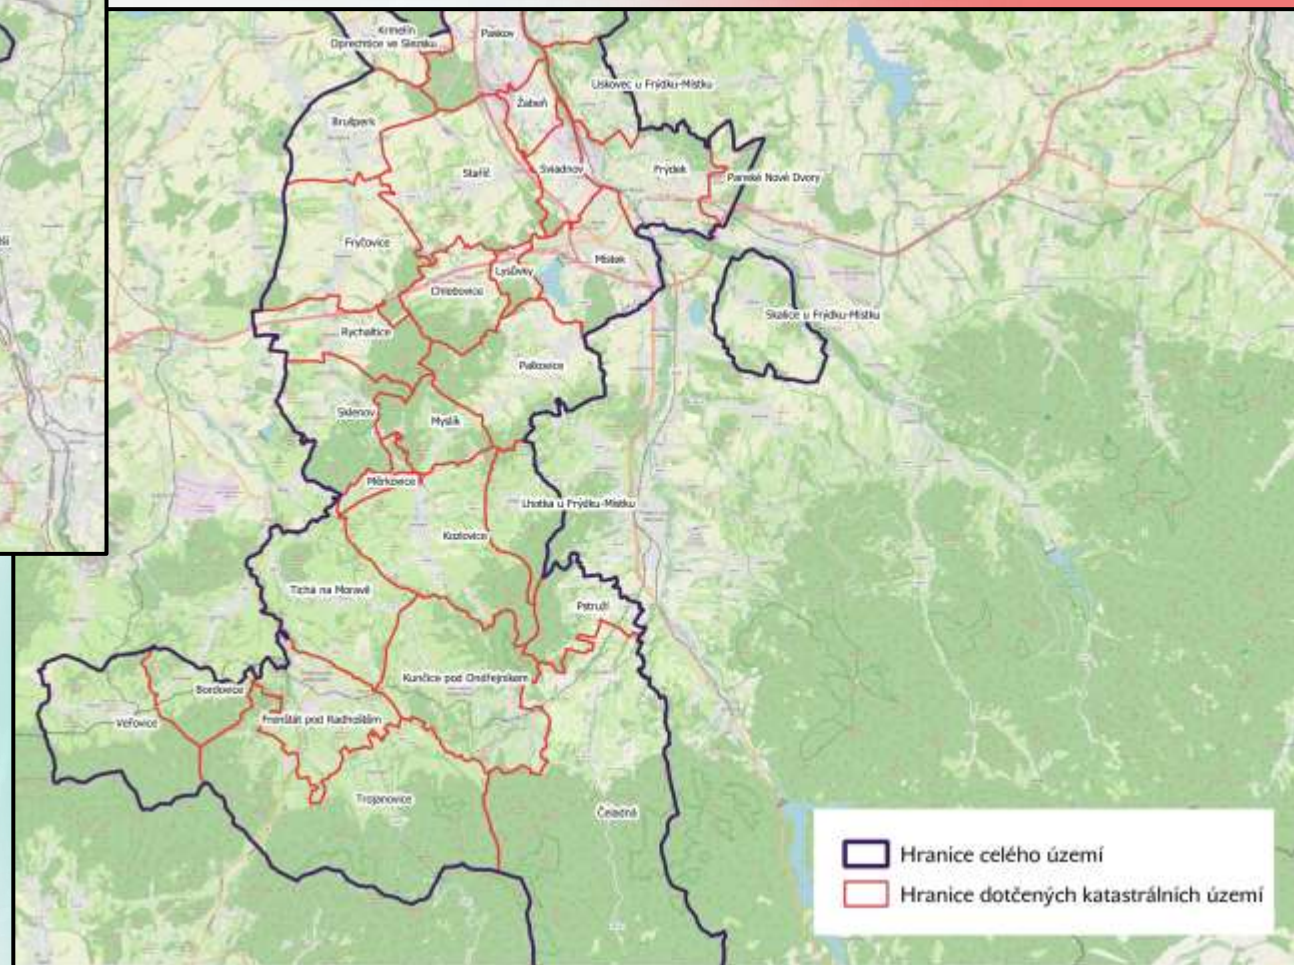 Krmelín
Oprechtice ve Slezsku
Paskov
Lískovec u Frýdku-Místku
Žabeň
Brušperk
Staříč
Sviadnov
Frýdek
Panské Nové Dvory
Fryčovice
Místek
Lysůvky
Chlebovice
Skalice u Frýdku-Místku
Rychaltice
Palkovice
Sklenov
Myslík
Měrkovice
Lhotka u Frýdku-Místku
Kozlovice
Tichá na Moravě
Pstruží
Kunčice pod Ondřejníkem
Bordovice
Veřovice
Frenštát pod Radhoštěm
Trojanovice
Čeladná
Hranice celého území
Hranice dotčených katastrálních území